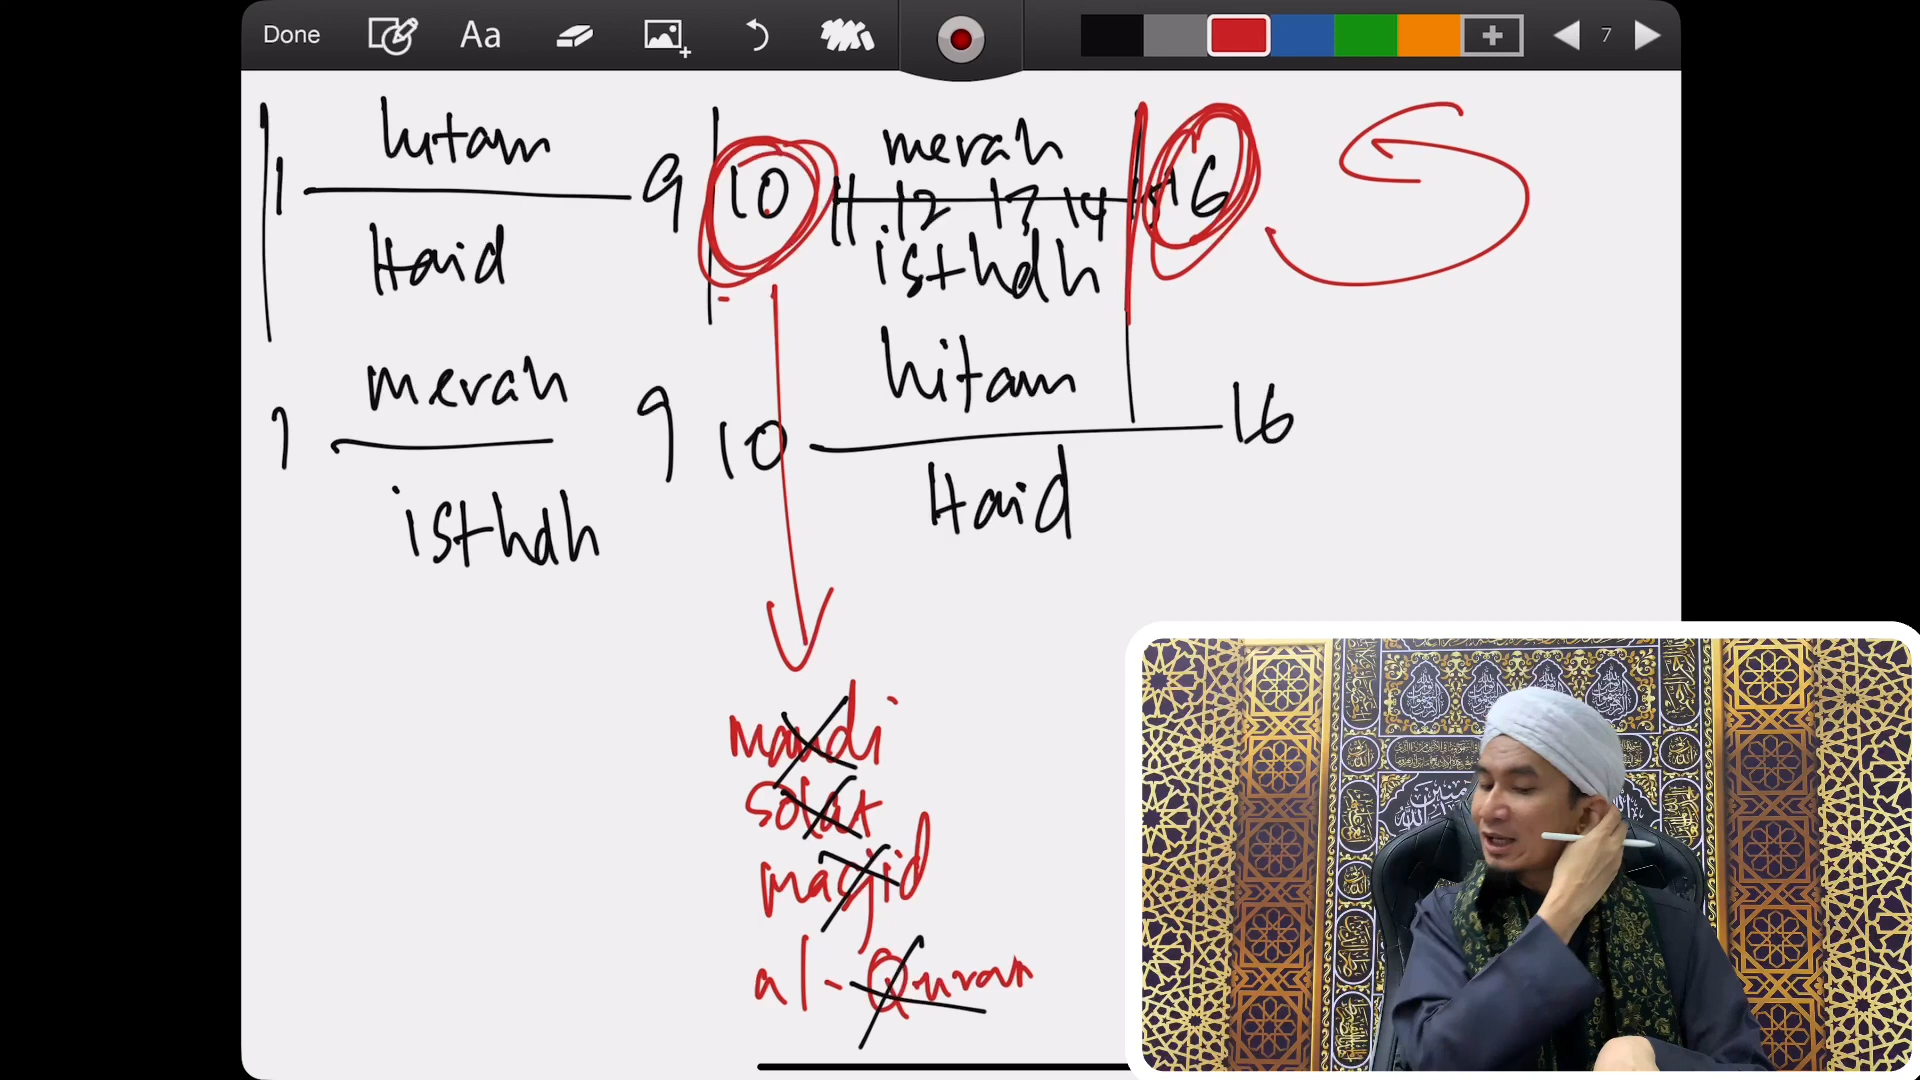 Done Aa 7
hitam merah
1 9 10 11 12 13 14 16
Haid isthdh
merah hitam
1 9 10 16
isthdh Haid
mandi
solat
masjid
al-Quran